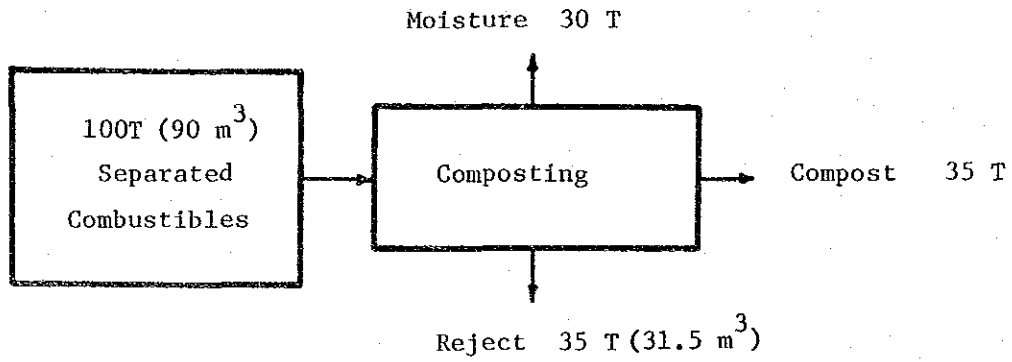 Moisture 30 T
100T (90 m³)
Separated
Combustibles
Composting
Compost 35 T
Reject 35 T (31.5 m³)